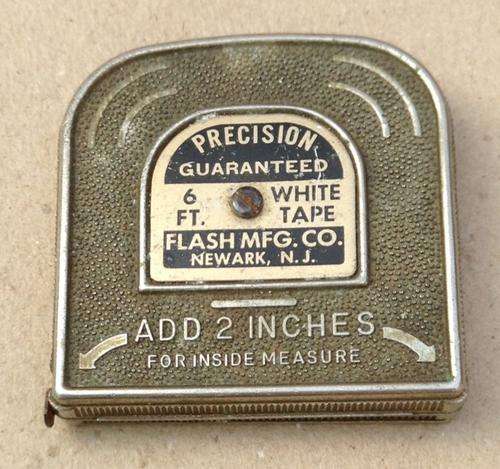 PRECISION
GUARANTEED
6 WHITE
FT. TAPE
FLASH MFG. CO.
NEWARK, N. J.
ADD 2 INCHES
FOR INSIDE MEASURE